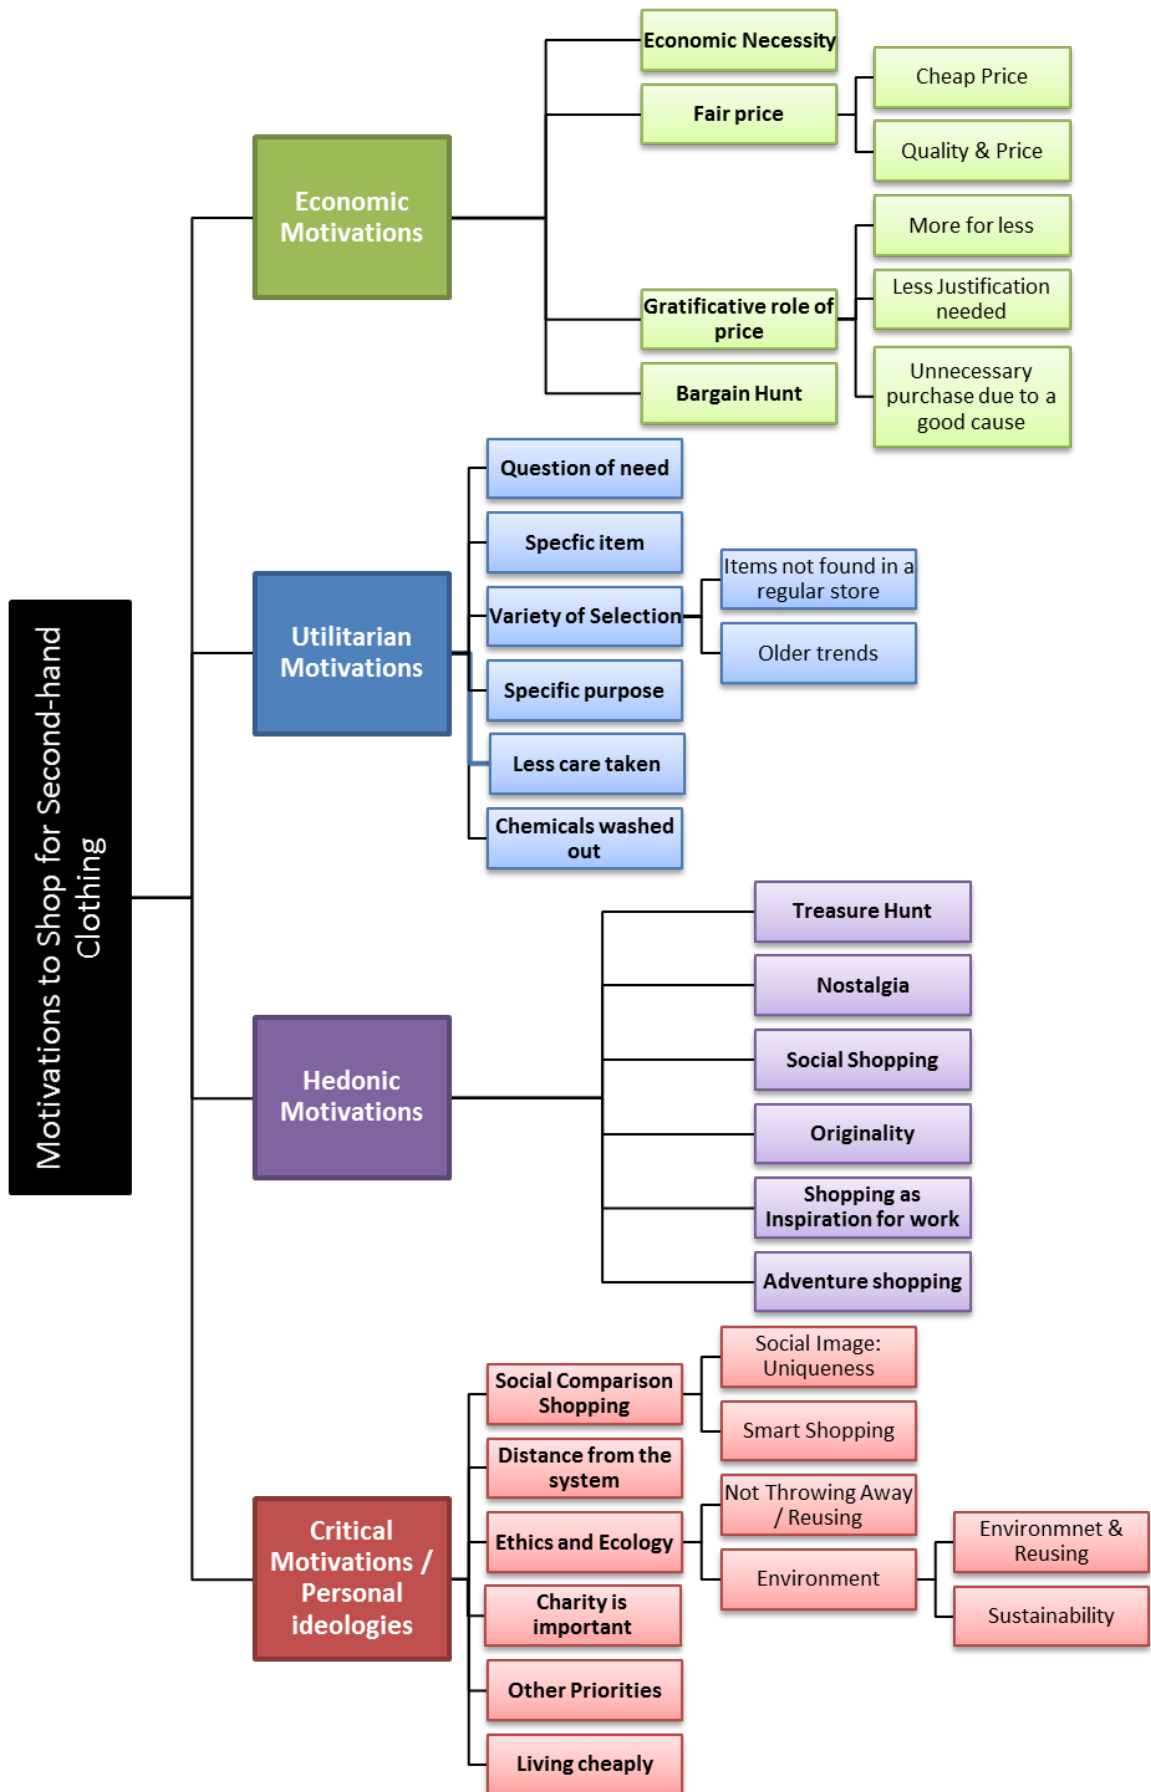 Motivations to Shop for Second-hand
Clothing
Economic
Motivations
Economic Necessity
Fair price
Cheap Price
Quality & Price
Gratificative role of
price
More for less
Less Justification
needed
Unnecessary
purchase due to a
good cause
Bargain Hunt
Utilitarian
Motivations
Question of need
Specfic item
Variety of Selection
Items not found in a
regular store
Older trends
Specific purpose
Less care taken
Chemicals washed
out
Hedonic
Motivations
Treasure Hunt
Nostalgia
Social Shopping
Originality
Shopping as
Inspiration for work
Adventure shopping
Critical
Motivations /
Personal
ideologies
Social Comparison
Shopping
Social Image:
Uniqueness
Smart Shopping
Distance from the
system
Ethics and Ecology
Not Throwing Away
/ Reusing
Environment
Environmnet &
Reusing
Sustainability
Charity is
important
Other Priorities
Living cheaply